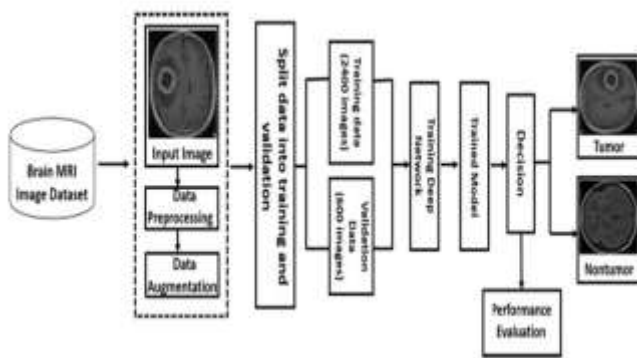 Brain MRI
Image Dataset
Input Image
Data
Preprocessing
Data
Augmentation
Split data into training and
validation
Training data
(2400 images)
Validation
Data
(600 images)
Training Deep
Network
Trained Model
Decision
Tumor
Nontumor
Performance
Evaluation